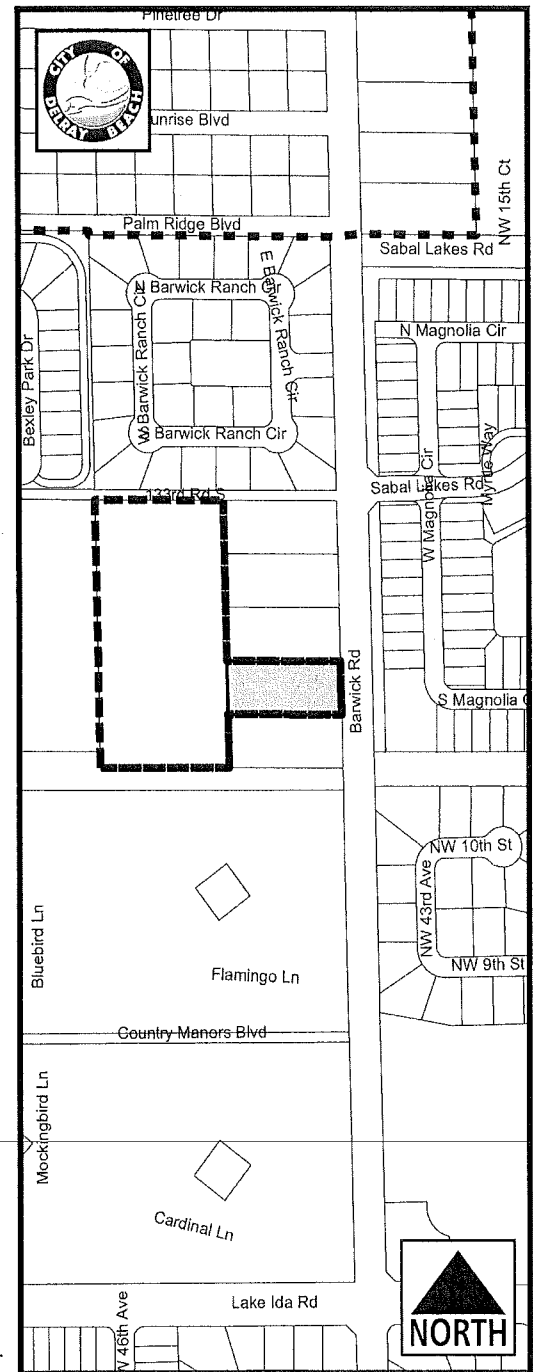 Pinetree Dr
CITY OF
DELRAY BEACH
unrise Blvd
NW 15th Ct
Palm Ridge Blvd
Sabal Lakes Rd
N Barwick Ranch Cir
E Barwick Ranch Cir
W Barwick Ranch Cir
N Magnolia Cir
Bexley Park Dr
S Barwick Ranch Cir
Myrtle Way
W Magnolia Cir
133rd Rd S
Sabal Lakes Rd
Barwick Rd
S Magnolia C
NW 10th St
NW 43rd Ave
NW 9th St
Bluebird Ln
Flamingo Ln
Country Manors Blvd
Mockingbird Ln
Cardinal Ln
Lake Ida Rd
W 46th Ave
NORTH